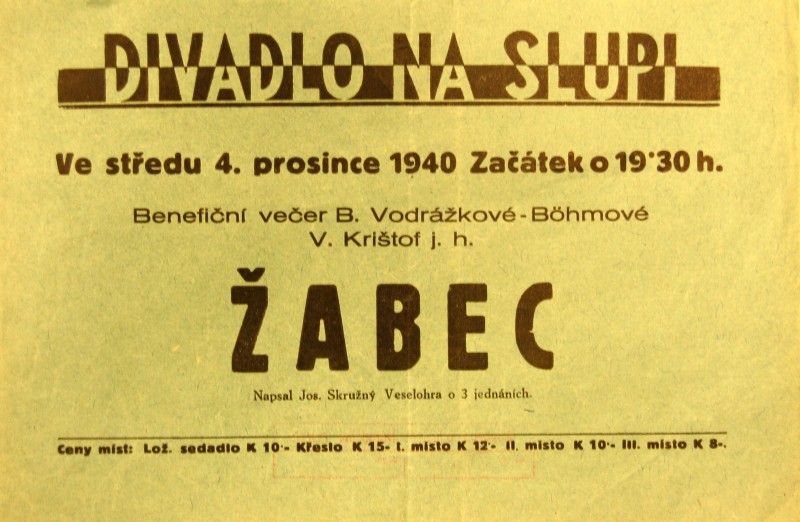 DIVADLO NA SLUPI
Ve středu 4. prosince 1940 Začátek o 19·30 h.
Benefiční večer B. Vodrážkové-Böhmové
V. Krištof j. h.
ŽABEC
Napsal Jos. Skružný Veselohra o 3 jednáních.
Ceny míst: Lož. sedadlo K 10·- Křeslo K 15- I. místo K 12·- II. místo K 10·- III. místo K 8-.